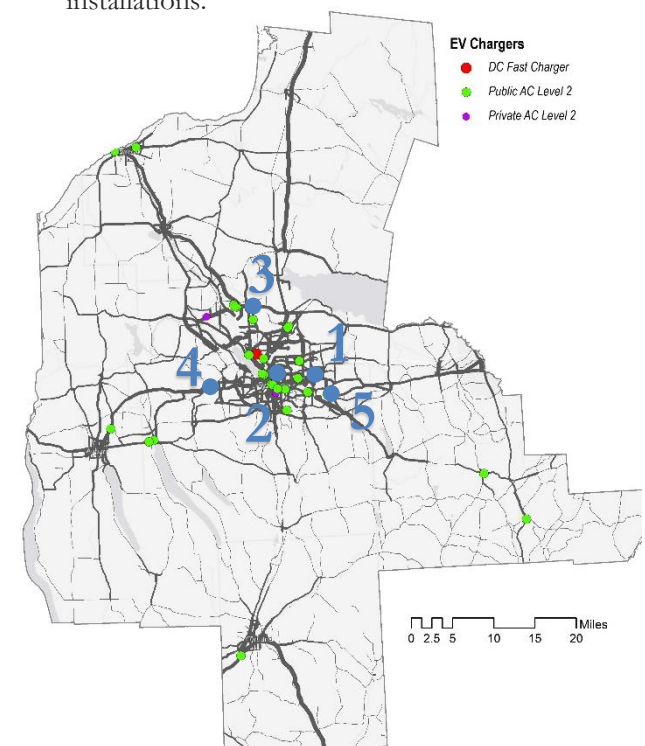 installations.
EV Chargers
DC Fast Charger
Public AC Level 2
Private AC Level 2
3
1
4
2
5
Miles
0 2.5 5 10 15 20